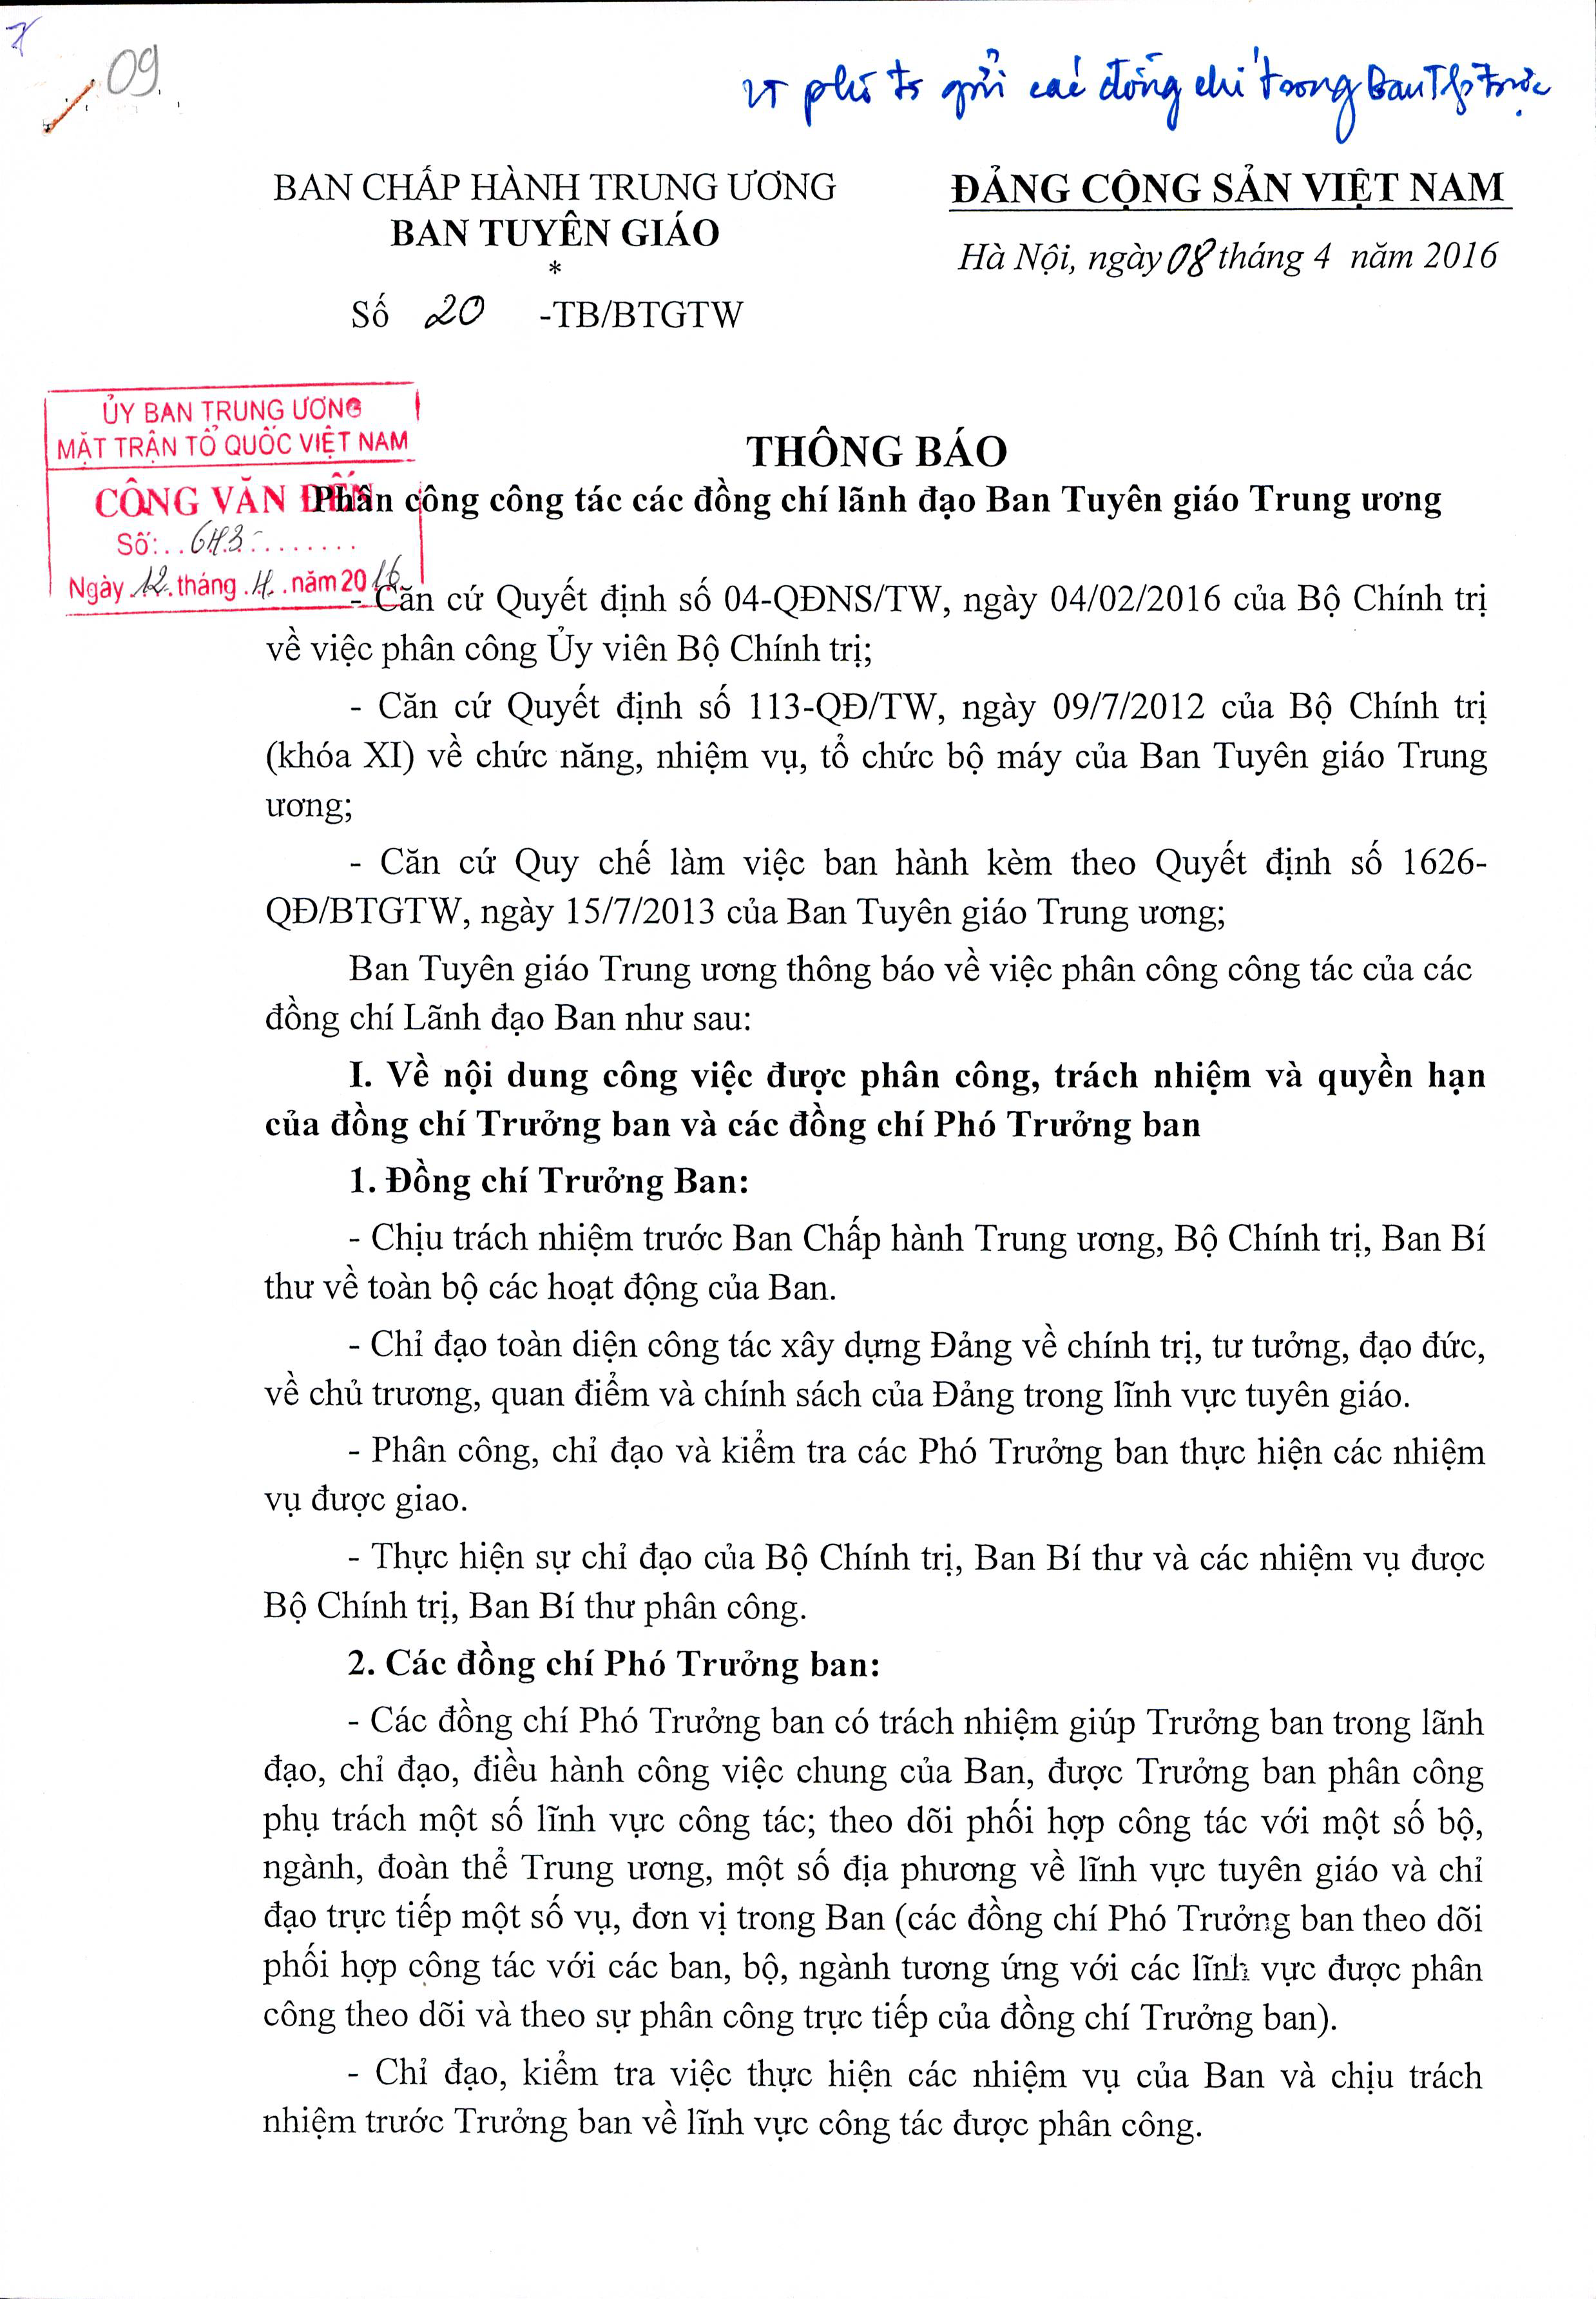 09
VT phô tô gửi các đồng chí trong Ban Thg trực
BAN CHẤP HÀNH TRUNG ƯƠNG
BAN TUYÊN GIÁO
*
Số 20 -TB/BTGTW
ĐẢNG CỘNG SẢN VIỆT NAM
Hà Nội, ngày 08 tháng 4 năm 2016
ỦY BAN TRUNG ƯƠNG
MẶT TRẬN TỔ QUỐC VIỆT NAM
CÔNG VĂN ĐẾN
Số:..643-.........
Ngày 12 tháng 4 năm 2016
THÔNG BÁO
Phân công công tác các đồng chí lãnh đạo Ban Tuyên giáo Trung ương
- Căn cứ Quyết định số 04-QĐNS/TW, ngày 04/02/2016 của Bộ Chính trị
về việc phân công Ủy viên Bộ Chính trị;
- Căn cứ Quyết định số 113-QĐ/TW, ngày 09/7/2012 của Bộ Chính trị
(khóa XI) về chức năng, nhiệm vụ, tổ chức bộ máy của Ban Tuyên giáo Trung
ương;
- Căn cứ Quy chế làm việc ban hành kèm theo Quyết định số 1626-
QĐ/BTGTW, ngày 15/7/2013 của Ban Tuyên giáo Trung ương;
Ban Tuyên giáo Trung ương thông báo về việc phân công công tác của các
đồng chí Lãnh đạo Ban như sau:
I. Về nội dung công việc được phân công, trách nhiệm và quyền hạn
của đồng chí Trưởng ban và các đồng chí Phó Trưởng ban
1. Đồng chí Trưởng Ban:
- Chịu trách nhiệm trước Ban Chấp hành Trung ương, Bộ Chính trị, Ban Bí
thư về toàn bộ các hoạt động của Ban.
- Chỉ đạo toàn diện công tác xây dựng Đảng về chính trị, tư tưởng, đạo đức,
về chủ trương, quan điểm và chính sách của Đảng trong lĩnh vực tuyên giáo.
- Phân công, chỉ đạo và kiểm tra các Phó Trưởng ban thực hiện các nhiệm
vụ được giao.
- Thực hiện sự chỉ đạo của Bộ Chính trị, Ban Bí thư và các nhiệm vụ được
Bộ Chính trị, Ban Bí thư phân công.
2. Các đồng chí Phó Trưởng ban:
- Các đồng chí Phó Trưởng ban có trách nhiệm giúp Trưởng ban trong lãnh
đạo, chỉ đạo, điều hành công việc chung của Ban, được Trưởng ban phân công
phụ trách một số lĩnh vực công tác; theo dõi phối hợp công tác với một số bộ,
ngành, đoàn thể Trung ương, một số địa phương về lĩnh vực tuyên giáo và chỉ
đạo trực tiếp một số vụ, đơn vị trong Ban (các đồng chí Phó Trưởng ban theo dõi
phối hợp công tác với các ban, bộ, ngành tương ứng với các lĩnh vực được phân
công theo dõi và theo sự phân công trực tiếp của đồng chí Trưởng ban).
- Chỉ đạo, kiểm tra việc thực hiện các nhiệm vụ của Ban và chịu trách
nhiệm trước Trưởng ban về lĩnh vực công tác được phân công.